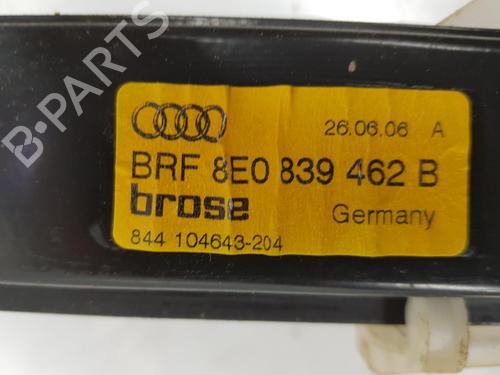 26.06.06 A
BRF 8E0 839 462 B
brose Germany
844 104643-204
B-PARTS